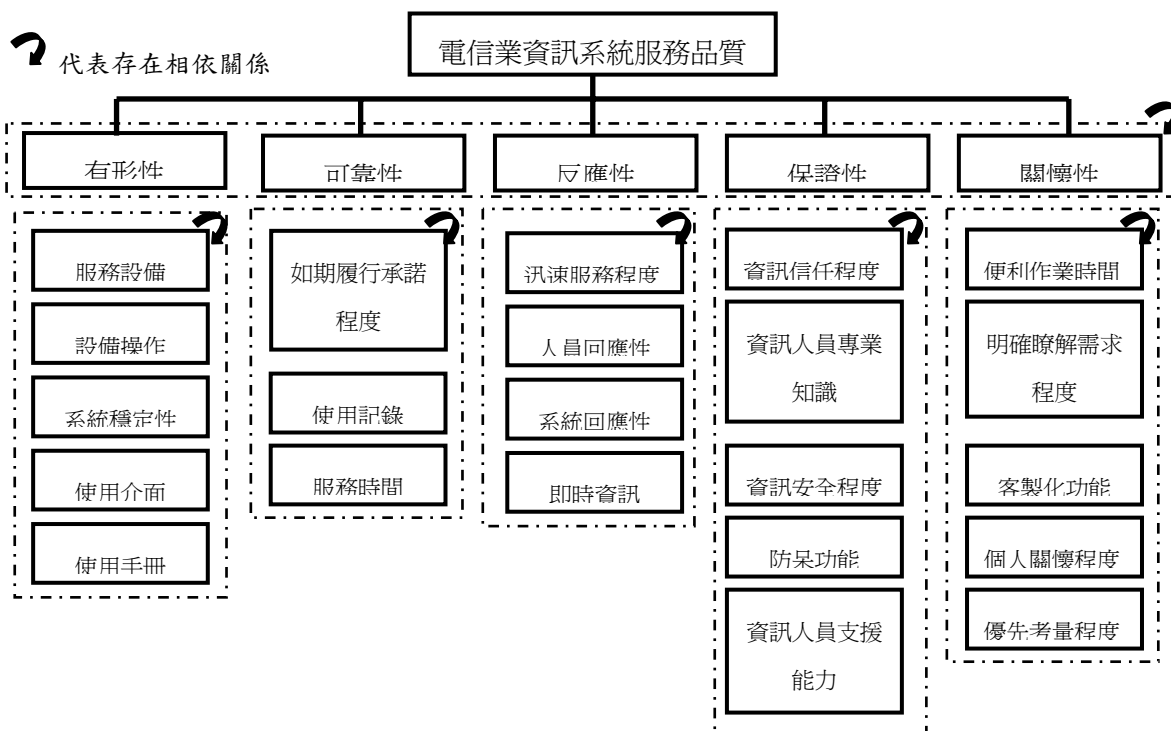 電信業資訊系統服務品質
代表存在相依關係
有形性
可靠性
反應性
保證性
關懷性
服務設備
設備操作
系統穩定性
使用介面
使用手冊
如期履行承諾
程度
使用記錄
服務時間
汛速服務程度
人員回應性
系統回應性
即時資訊
資訊信任程度
資訊人員專業
知識
資訊安全程度
防呆功能
資訊人員支援
能力
便利作業時間
明確瞭解需求
程度
客製化功能
個人關懷程度
優先考量程度